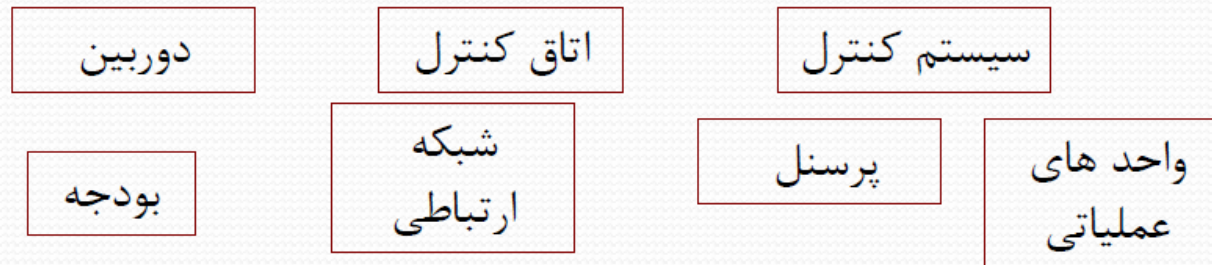 سیستم کنترل
اتاق کنترل
دوربین
واحد های
عملیاتی
پرسنل
شبکه
ارتباطی
بودجه